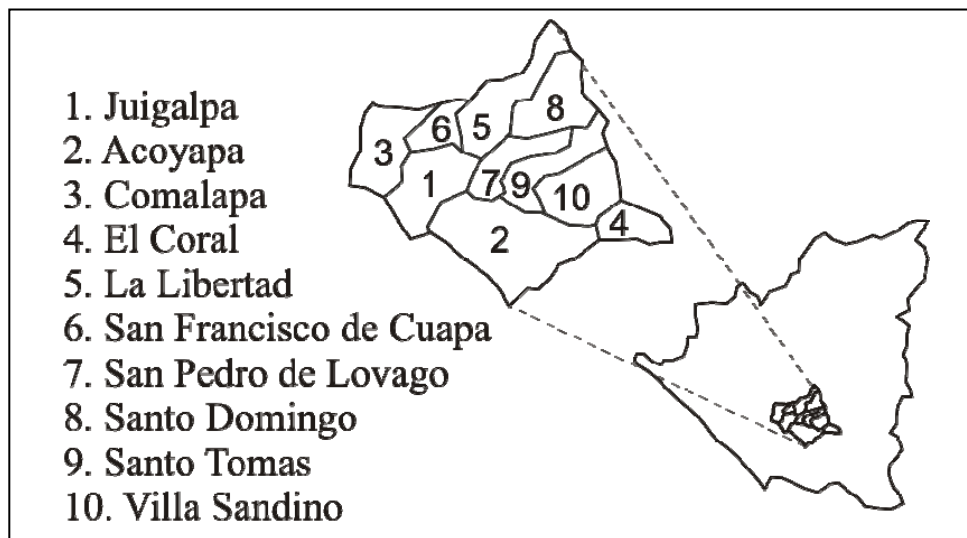 1. Juigalpa
2. Acoyapa
3. Comalapa
4. El Coral
5. La Libertad
6. San Francisco de Cuapa
7. San Pedro de Lovago
8. Santo Domingo
9. Santo Tomas
10. Villa Sandino
8
6
5
3
1
7
9
10
2
4